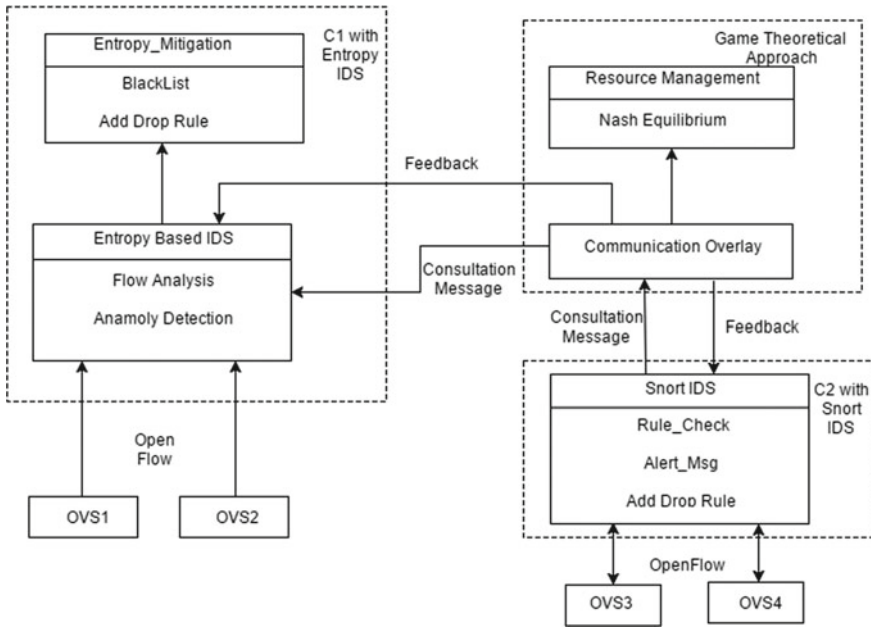 Entropy_Mitigation
BlackList
Add Drop Rule
C1 with
Entropy
IDS
Game Theoretical
Approach
Resource Management
Nash Equilibrium
Feedback
Entropy Based IDS
Flow Analysis
Anamoly Detection
Consultation
Message
Communication Overlay
Consultation
Message
Feedback
Snort IDS
Rule_Check
Alert_Msg
Add Drop Rule
C2 with
Snort
IDS
Open
Flow
OVS1
OVS2
OpenFlow
OVS3
OVS4